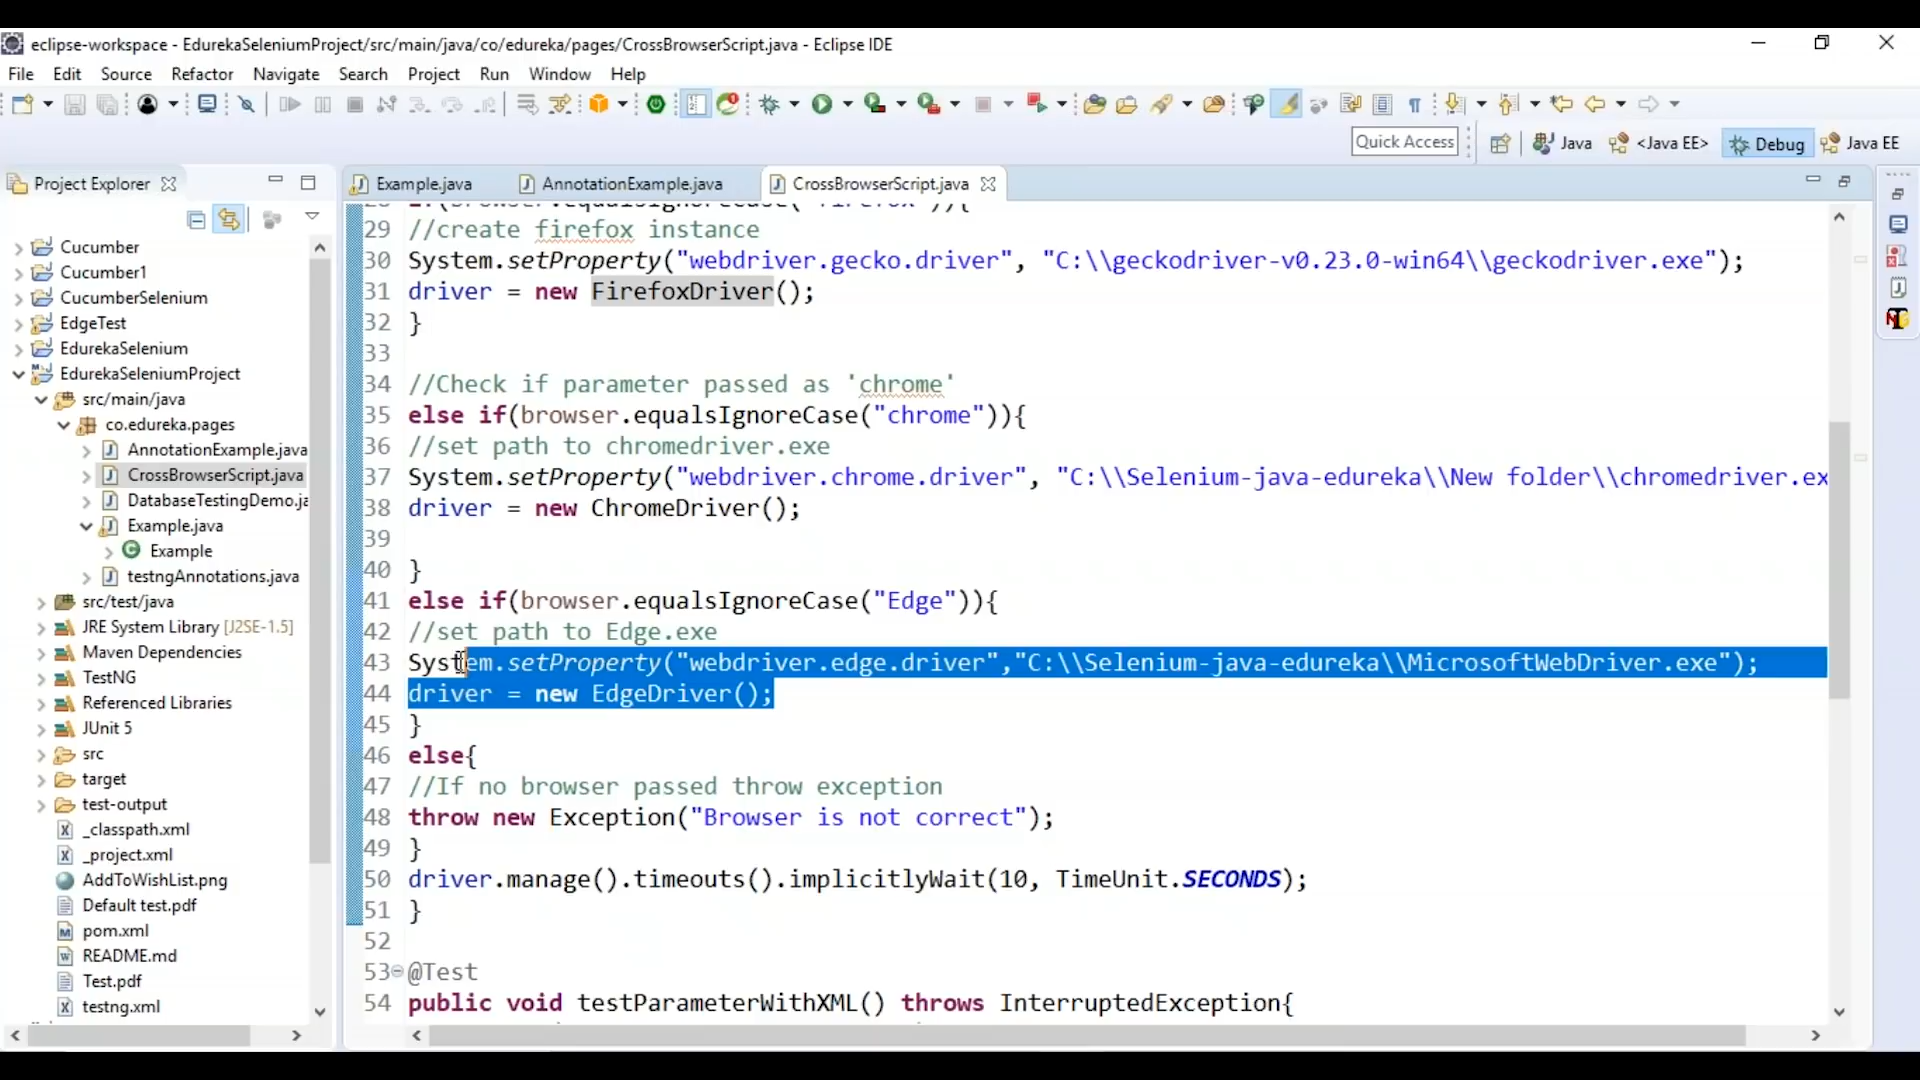 eclipse-workspace - EdurekaSeleniumProject/src/main/java/co/edureka/pages/CrossBrowserScript.java - Eclipse IDE
File Edit Source Refactor Navigate Search Project Run Window Help
Quick Access Java <Java EE> Debug Java EE
Project Explorer
Cucumber
Cucumber1
CucumberSelenium
EdgeTest
EdurekaSelenium
EdurekaSeleniumProject
src/main/java
co.edureka.pages
AnnotationExample.java
CrossBrowserScript.java
DatabaseTestingDemo.ja
Example.java
Example
testngAnnotations.java
src/test/java
JRE System Library [J2SE-1.5]
Maven Dependencies
TestNG
Referenced Libraries
JUnit 5
src
target
test-output
_classpath.xml
_project.xml
AddToWishList.png
Default test.pdf
pom.xml
README.md
Test.pdf
testng.xml
Example.java AnnotationExample.java CrossBrowserScript.java
28 if(browser.equalsIgnoreCase("firefox")){
29 //create firefox instance
30 System.setProperty("webdriver.gecko.driver", "C:\\geckodriver-v0.23.0-win64\\geckodriver.exe");
31 driver = new FirefoxDriver();
32 }
33
34 //Check if parameter passed as 'chrome'
35 else if(browser.equalsIgnoreCase("chrome")){
36 //set path to chromedriver.exe
37 System.setProperty("webdriver.chrome.driver", "C:\\Selenium-java-edureka\\New folder\\chromedriver.ex
38 driver = new ChromeDriver();
39
40 }
41 else if(browser.equalsIgnoreCase("Edge")){
42 //set path to Edge.exe
43 System.setProperty("webdriver.edge.driver","C:\\Selenium-java-edureka\\MicrosoftWebDriver.exe");
44 driver = new EdgeDriver();
45 }
46 else{
47 //If no browser passed throw exception
48 throw new Exception("Browser is not correct");
49 }
50 driver.manage().timeouts().implicitlyWait(10, TimeUnit.SECONDS);
51 }
52
53 @Test
54 public void testParameterWithXML() throws InterruptedException{